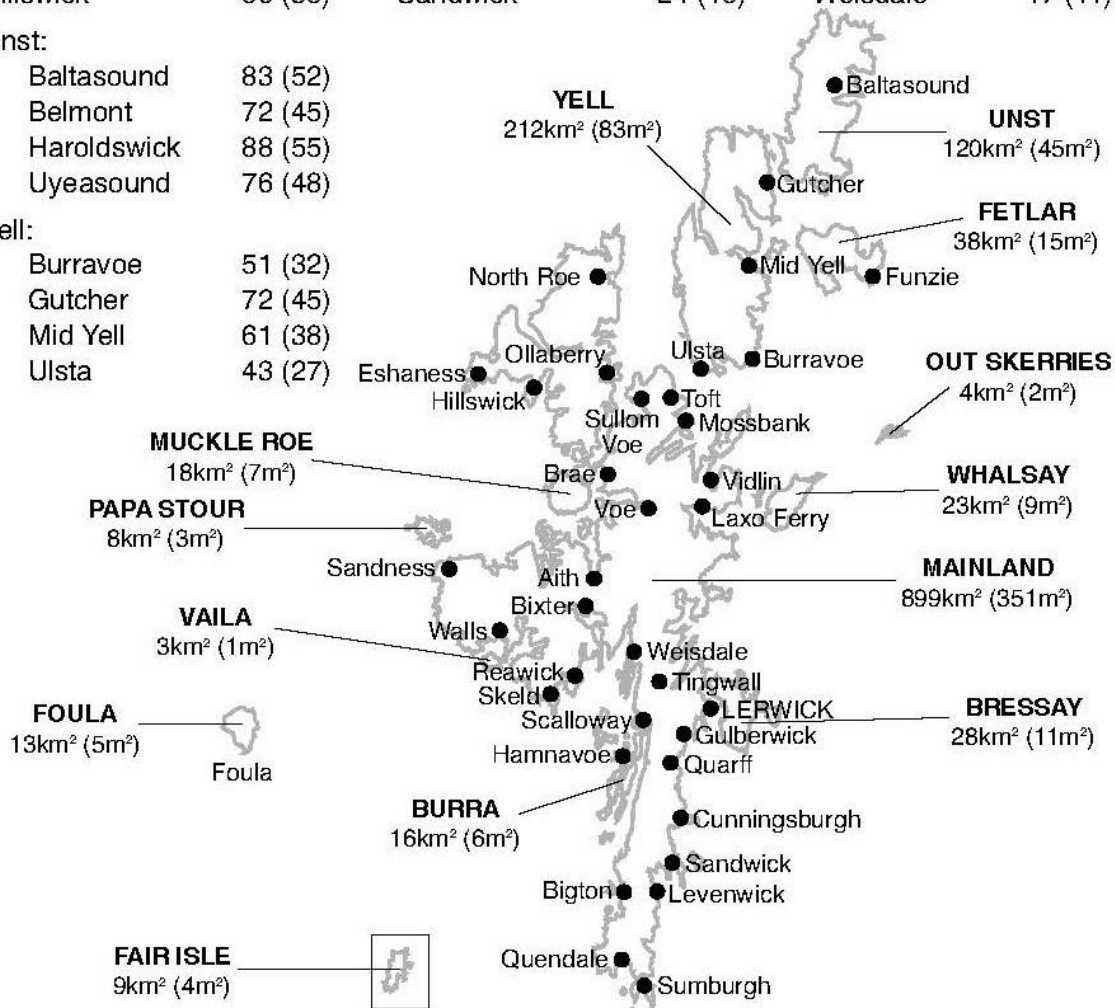 83 (52)
Baltasound
Belmont 72 (45)
Haroldswick 88 (55)
Uyeasound 76 (48)
Burravoe 51 (32)
Gutcher 72 (45)
Mid Yell 61 (38)
Ulsta 43 (27)
Baltasound
YELL
212km² (83m²)
UNST
120km² (45m²)
Gutcher
FETLAR
38km² (15m²)
Mid Yell
Funzie
North Roe
Ollaberry
Ulsta
Burravoe
Eshaness
Hillswick
OUT SKERRIES
4km² (2m²)
Sullom
Voe
Toft
Mossbank
MUCKLE ROE
18km² (7m²)
Brae
Vidlin
WHALSAY
23km² (9m²)
PAPA STOUR
8km² (3m²)
Voe
Laxo Ferry
Sandness
Aith
MAINLAND
899km² (351m²)
Bixter
VAILA
3km² (1m²)
Walls
Weisdale
Reawick
Tingwall
Skeld
LERWICK
Scalloway
BRESSAY
28km² (11m²)
FOULA
13km² (5m²)
Gulberwick
Hamnavoe
Quarff
Foula
BURRA
16km² (6m²)
Cunningsburgh
Sandwick
Bigton
Levenwick
FAIR ISLE
9km² (4m²)
Quendale
Sumburgh